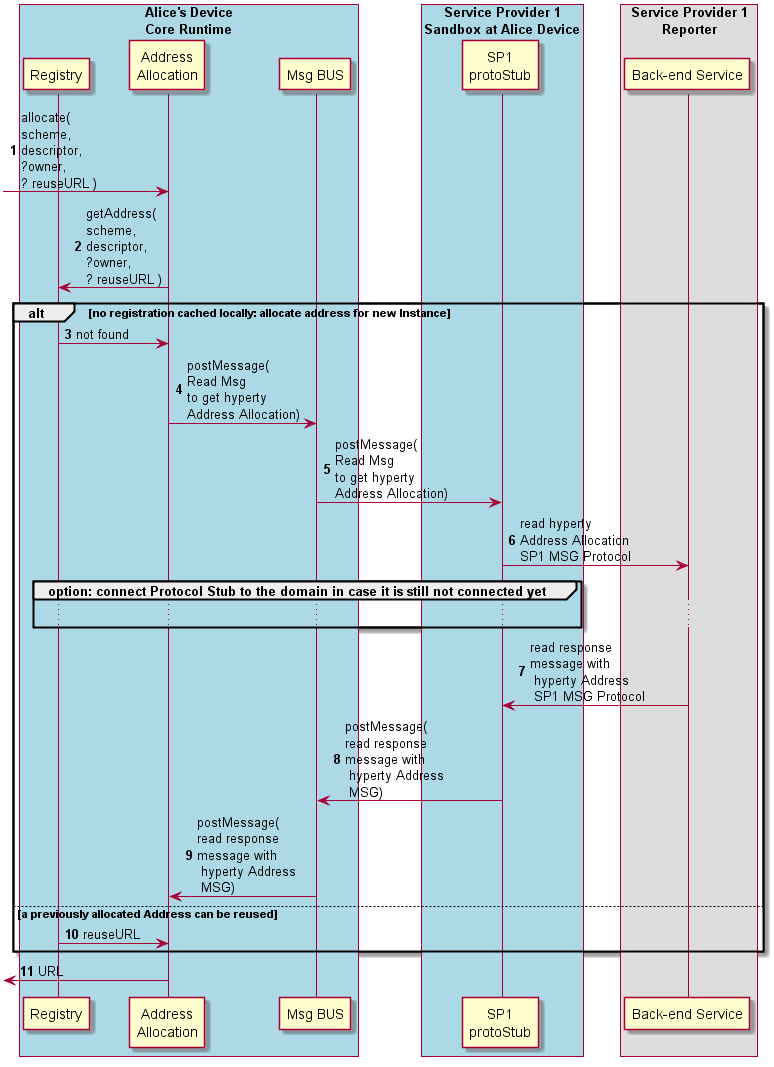 Alice's Device
Core Runtime
Service Provider 1
Sandbox at Alice Device
Service Provider 1
Reporter
Registry
Address
Allocation
Msg BUS
SP1
protoStub
Back-end Service
1
allocate(
scheme,
descriptor,
?owner,
? reuseURL )
2
getAddress(
scheme,
descriptor,
?owner,
? reuseURL )
alt
[no registration cached locally: allocate address for new Instance]
3 not found
4
postMessage(
Read Msg
to get hyperty
Address Allocation)
5
postMessage(
Read Msg
to get hyperty
Address Allocation)
6
read hyperty
Address Allocation
SP1 MSG Protocol
option: connect Protocol Stub to the domain in case it is still not connected yet
7
read response
message with
hyperty Address
SP1 MSG Protocol
8
postMessage(
read response
message with
hyperty Address
MSG)
9
postMessage(
read response
message with
hyperty Address
MSG)
[a previously allocated Address can be reused]
10 reuseURL
11 URL
Registry
Address
Allocation
Msg BUS
SP1
protoStub
Back-end Service